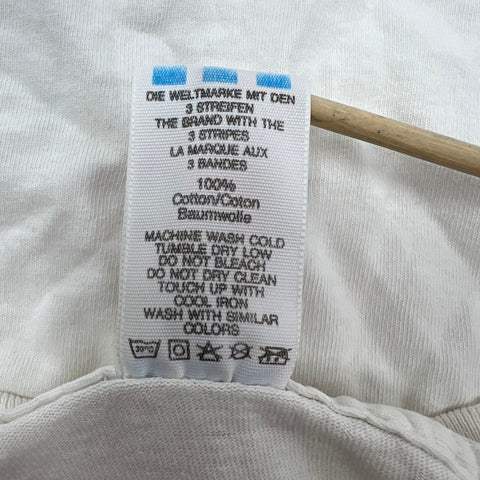 DIE WELTMARKE MIT DEN
3 STREIFEN
THE BRAND WITH THE
3 STRIPES
LA MARQUE AUX
3 BANDES
100%
Cotton/Coton
Baumwolle
MACHINE WASH COLD
TUMBLE DRY LOW
DO NOT BLEACH
DO NOT DRY CLEAN
TOUCH UP WITH
COOL IRON
WASH WITH SIMILAR
COLORS
30°C